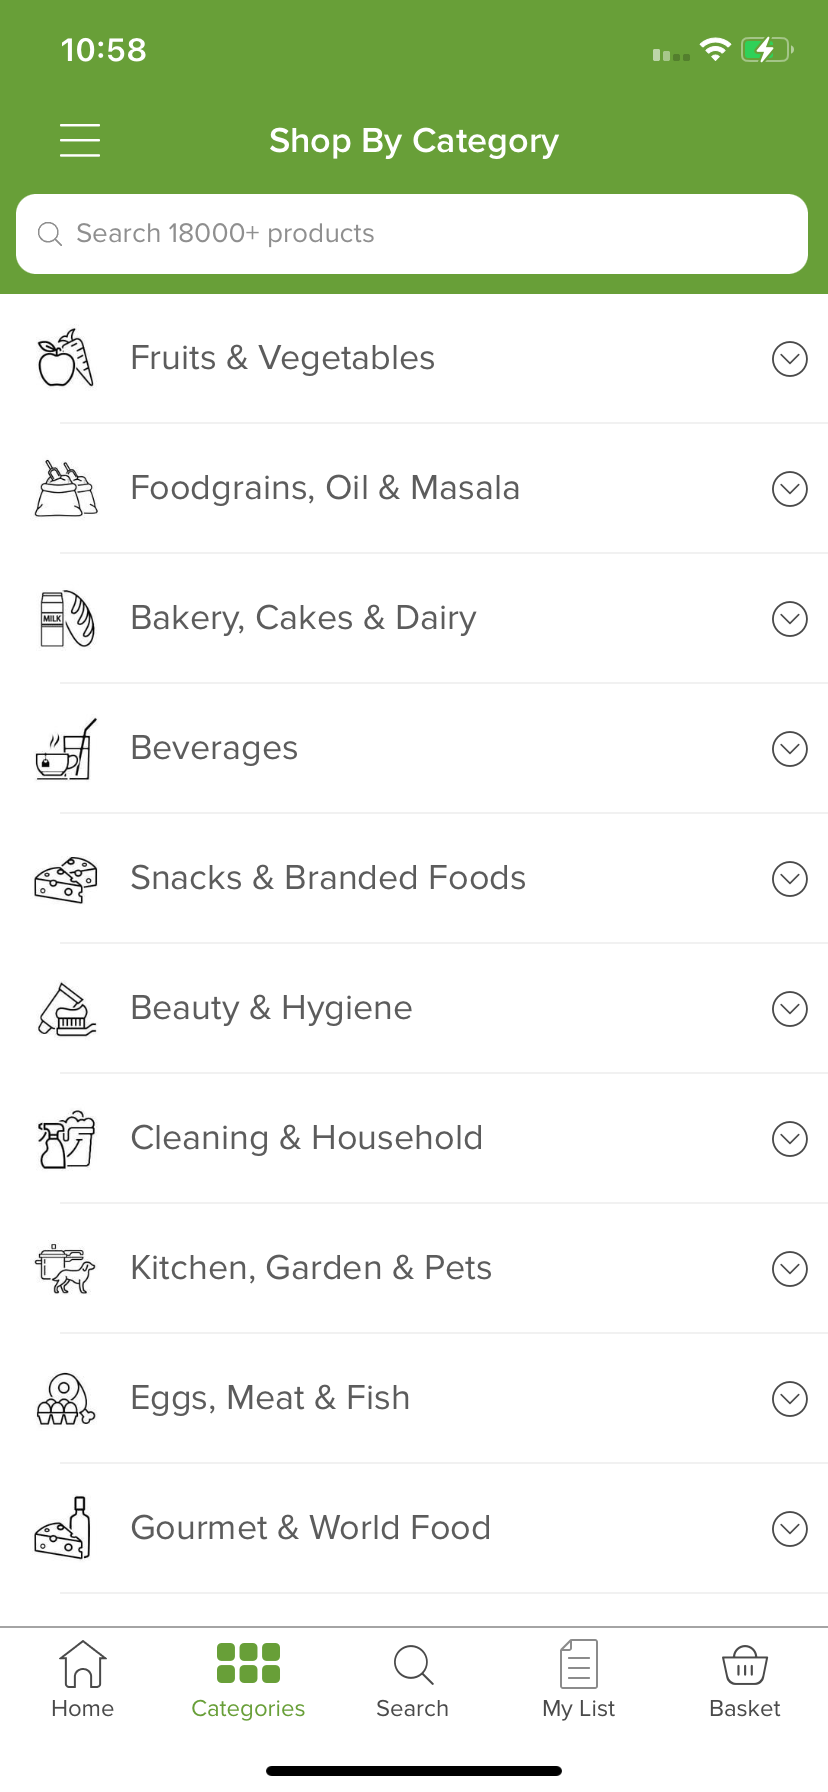 10:58
Shop By Category
Search 18000+ products
Fruits & Vegetables
Foodgrains, Oil & Masala
MILK
Bakery, Cakes & Dairy
Beverages
Snacks & Branded Foods
Beauty & Hygiene
Cleaning & Household
Kitchen, Garden & Pets
Eggs, Meat & Fish
Gourmet & World Food
Home
Categories
Search
My List
Basket